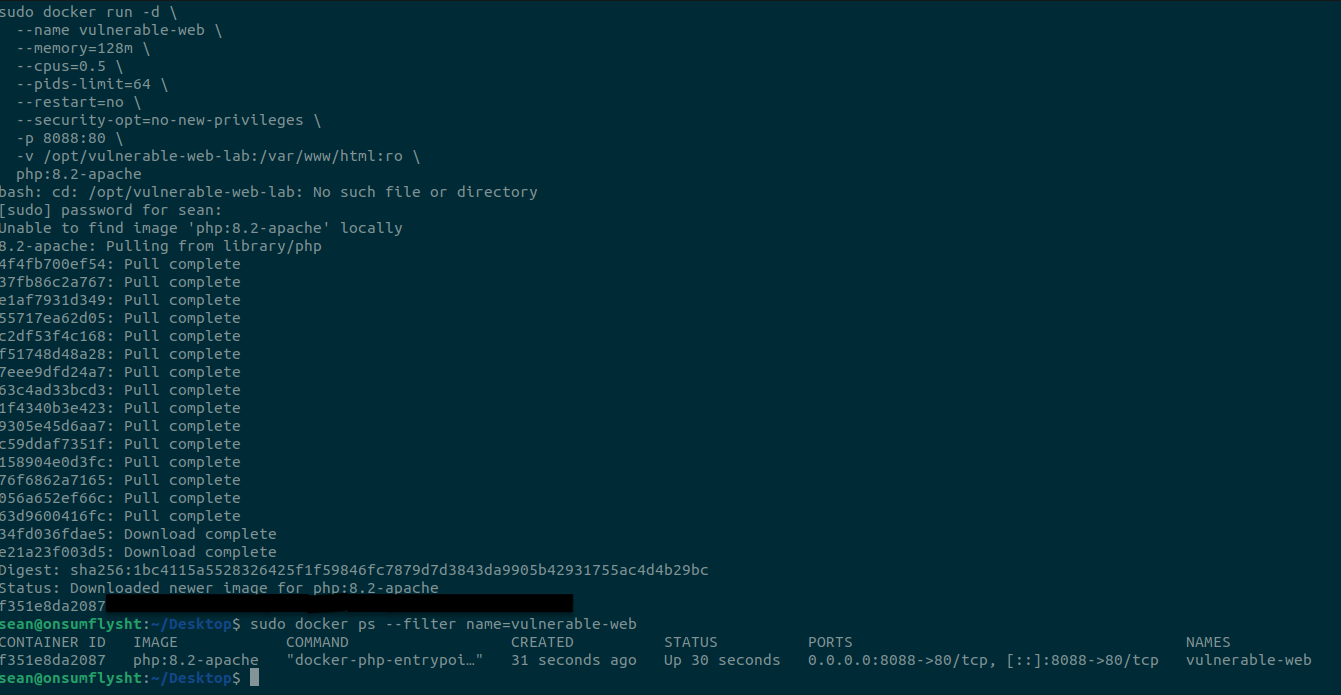 sudo docker run -d \
--name vulnerable-web \
--memory=128m \
--cpus=0.5 \
--pids-limit=64 \
--restart=no \
--security-opt=no-new-privileges \
-p 8088:80 \
-v /opt/vulnerable-web-lab:/var/www/html:ro \
php:8.2-apache
bash: cd: /opt/vulnerable-web-lab: No such file or directory
[sudo] password for sean:
Unable to find image 'php:8.2-apache' locally
8.2-apache: Pulling from library/php
4f4fb700ef54: Pull complete
37fb86c2a767: Pull complete
e1af7931d349: Pull complete
55717ea62d05: Pull complete
c2df53f4c168: Pull complete
f51748d48a28: Pull complete
7eee9dfd24a7: Pull complete
63c4ad33bcd3: Pull complete
1f4340b3e423: Pull complete
9305e45d6aa7: Pull complete
c59ddaf7351f: Pull complete
158904e0d3fc: Pull complete
76f6862a7165: Pull complete
056a652ef66c: Pull complete
63d9600416fc: Pull complete
34fd036fdae5: Download complete
e21a23f003d5: Download complete
Digest: sha256:1bc4115a5528326425f1f59846fc7879d7d3843da9905b42931755ac4d4b29bc
Status: Downloaded newer image for php:8.2-apache
f351e8da2087
sean@onsumflysht:~/Desktop$ sudo docker ps --filter name=vulnerable-web
CONTAINER ID IMAGE COMMAND CREATED STATUS PORTS NAMES
f351e8da2087 php:8.2-apache "docker-php-entrypoi…" 31 seconds ago Up 30 seconds 0.0.0.0:8088->80/tcp, [::]:8088->80/tcp vulnerable-web
sean@onsumflysht:~/Desktop$